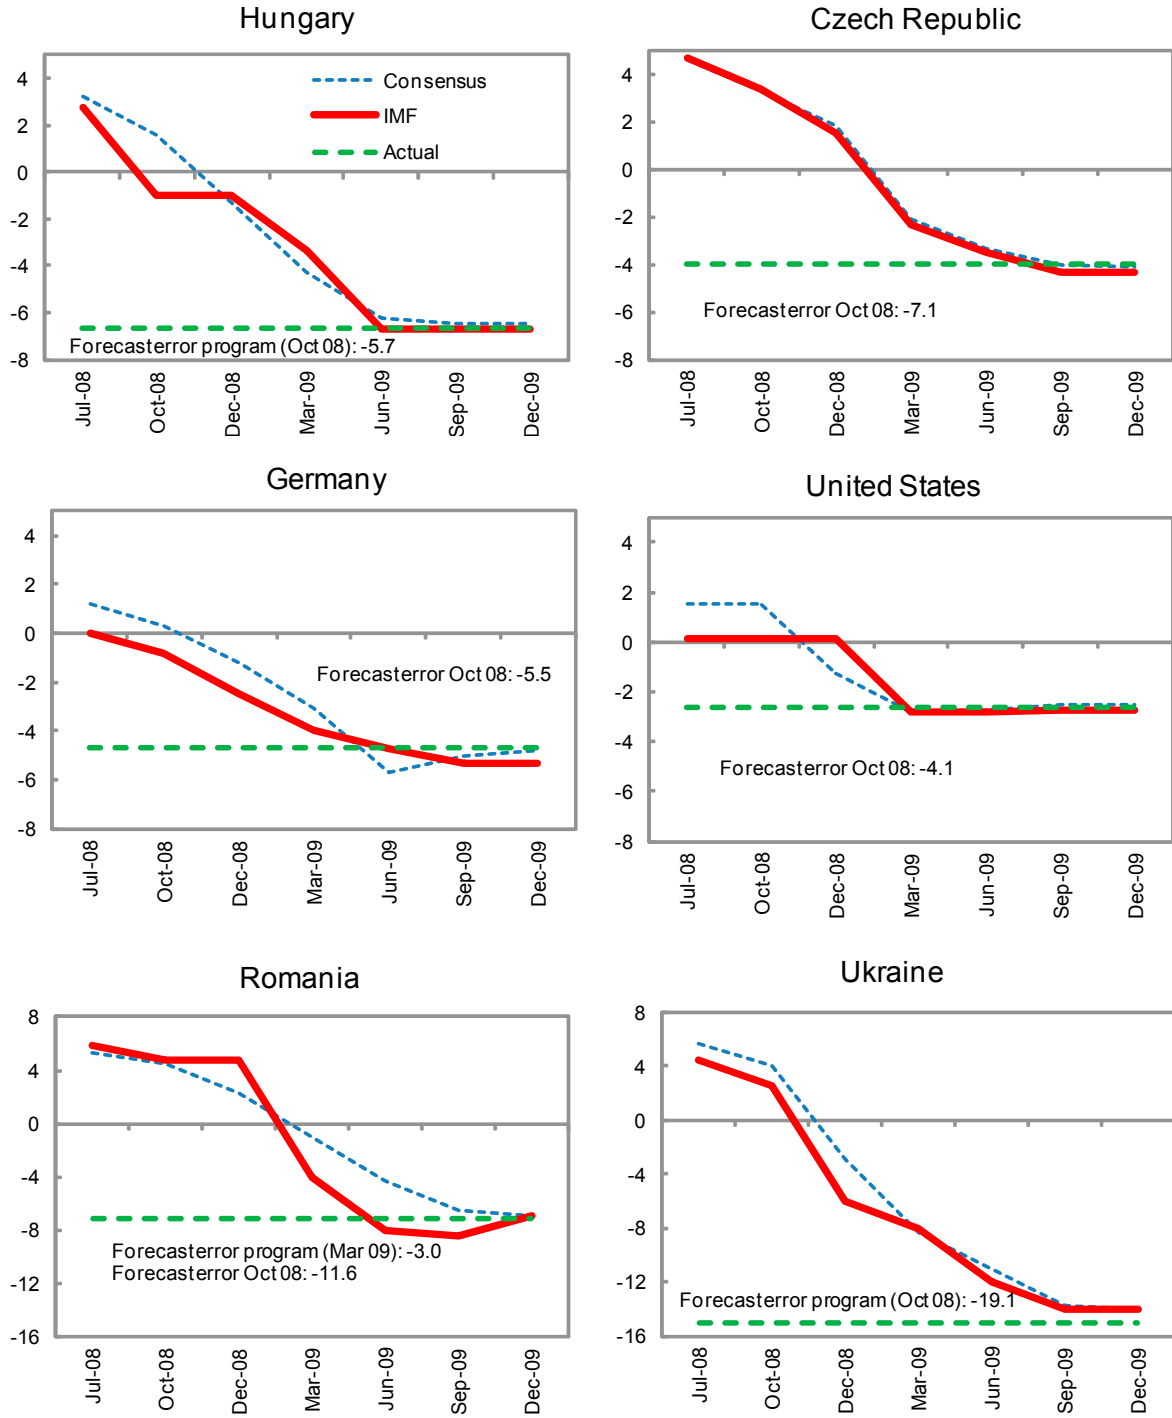 Hungary
4
2
0
-2
-4
-6
-8
Consensus
IMF
Actual
Forecasterror program (Oct 08): -5.7
Jul-08
Oct-08
Dec-08
Mar-09
Jun-09
Sep-09
Dec-09
Czech Republic
4
2
0
-2
-4
-6
-8
Forecasterror Oct 08: -7.1
Jul-08
Oct-08
Dec-08
Mar-09
Jun-09
Sep-09
Dec-09
Germany
4
2
0
-2
-4
-6
-8
Forecasterror Oct 08: -5.5
Jul-08
Oct-08
Dec-08
Mar-09
Jun-09
Sep-09
Dec-09
United States
4
2
0
-2
-4
-6
-8
Forecasterror Oct 08: -4.1
Jul-08
Oct-08
Dec-08
Mar-09
Jun-09
Sep-09
Dec-09
Romania
8
4
0
-4
-8
-12
-16
Forecasterror program (Mar 09): -3.0
Forecasterror Oct 08: -11.6
Jul-08
Oct-08
Dec-08
Mar-09
Jun-09
Sep-09
Dec-09
Ukraine
8
4
0
-4
-8
-12
-16
Forecasterror program (Oct 08): -19.1
Jul-08
Oct-08
Dec-08
Mar-09
Jun-09
Sep-09
Dec-09